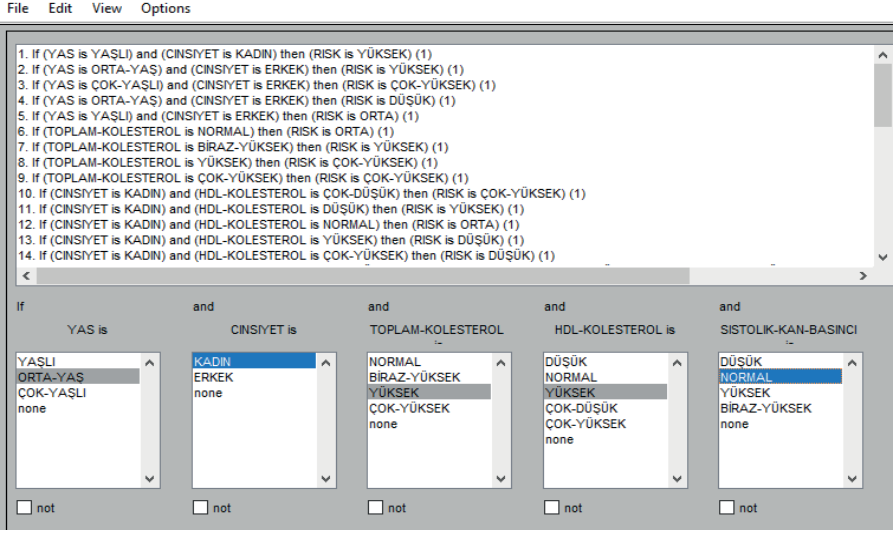 File Edit View Options
1. If (YAS is YAŞLI) and (CINSIYET is KADIN) then (RISK is YÜKSEK) (1)
2. If (YAS is ORTA-YAŞ) and (CINSIYET is ERKEK) then (RISK is YÜKSEK) (1)
3. If (YAS is ÇOK-YAŞLI) and (CINSIYET is ERKEK) then (RISK is ÇOK-YÜKSEK) (1)
4. If (YAS is ORTA-YAŞ) and (CINSIYET is ERKEK) then (RISK is DÜŞÜK) (1)
5. If (YAS is YAŞLI) and (CINSIYET is ERKEK) then (RISK is ORTA) (1)
6. If (TOPLAM-KOLESTEROL is NORMAL) then (RISK is ORTA) (1)
7. If (TOPLAM-KOLESTEROL is BİRAZ-YÜKSEK) then (RISK is YÜKSEK) (1)
8. If (TOPLAM-KOLESTEROL is YÜKSEK) then (RISK is ÇOK-YÜKSEK) (1)
9. If (TOPLAM-KOLESTEROL is ÇOK-YÜKSEK) then (RISK is ÇOK-YÜKSEK) (1)
10. If (CINSIYET is KADIN) and (HDL-KOLESTEROL is ÇOK-DÜŞÜK) then (RISK is ÇOK-YÜKSEK) (1)
11. If (CINSIYET is KADIN) and (HDL-KOLESTEROL is DÜŞÜK) then (RISK is YÜKSEK) (1)
12. If (CINSIYET is KADIN) and (HDL-KOLESTEROL is NORMAL) then (RISK is ORTA) (1)
13. If (CINSIYET is KADIN) and (HDL-KOLESTEROL is YÜKSEK) then (RISK is DÜŞÜK) (1)
14. If (CINSIYET is KADIN) and (HDL-KOLESTEROL is ÇOK-YÜKSEK) then (RISK is DÜŞÜK) (1)
If and and and and
YAS is CINSIYET is TOPLAM-KOLESTEROL HDL-KOLESTEROL is SISTOLIK-KAN-BASINCI
YAŞLI KADIN NORMAL DÜŞÜK DÜŞÜK
ORTA-YAŞ ERKEK BİRAZ-YÜKSEK NORMAL NORMAL
ÇOK-YAŞLI none YÜKSEK YÜKSEK YÜKSEK
none ÇOK-YÜKSEK ÇOK-DÜŞÜK BİRAZ-YÜKSEK
none ÇOK-YÜKSEK none
none
not not not not not